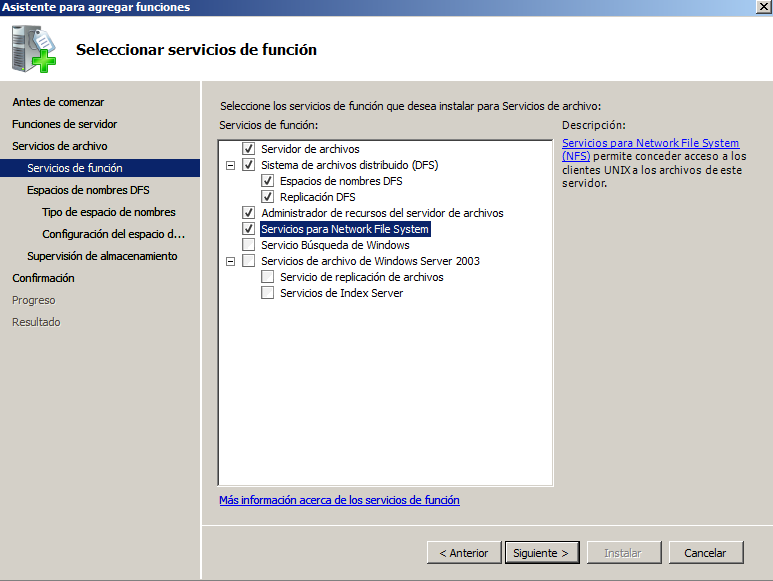 Asistente para agregar funciones
Seleccionar servicios de función
Antes de comenzar
Funciones de servidor
Servicios de archivo
Servicios de función
Espacios de nombres DFS
Tipo de espacio de nombres
Configuración del espacio d...
Supervisión de almacenamiento
Confirmación
Progreso
Resultado
Seleccione los servicios de función que desea instalar para Servicios de archivo:
Servicios de función:
Servidor de archivos
Sistema de archivos distribuido (DFS)
Espacios de nombres DFS
Replicación DFS
Administrador de recursos del servidor de archivos
Servicios para Network File System
Servicio Búsqueda de Windows
Servicios de archivo de Windows Server 2003
Servicio de replicación de archivos
Servicios de Index Server
Más información acerca de los servicios de función
Descripción:
Servicios para Network File System
(NFS) permite conceder acceso a los
clientes UNIX a los archivos de este
servidor.
< Anterior
Siguiente >
Instalar
Cancelar